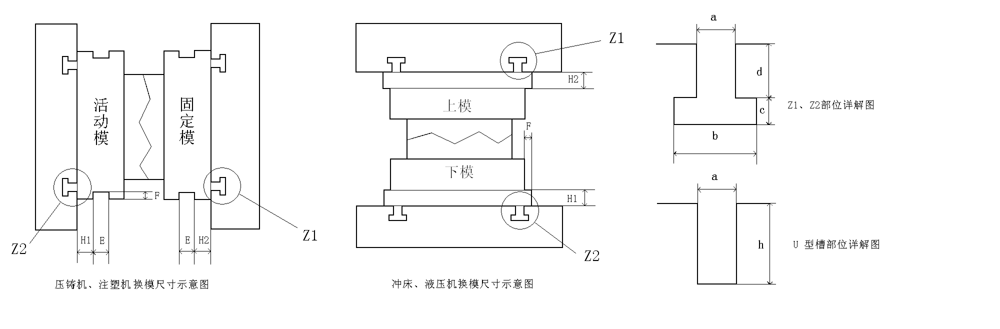 活动模
固定模
F
H1
E
E
H2
Z2
Z1
压铸机、注塑机换模尺寸示意图
Z1
H2
上模
F
下模
H1
Z2
冲床、液压机换模尺寸示意图
a
d
c
b
Z1、Z2部位详解图
a
h
U 型槽部位详解图